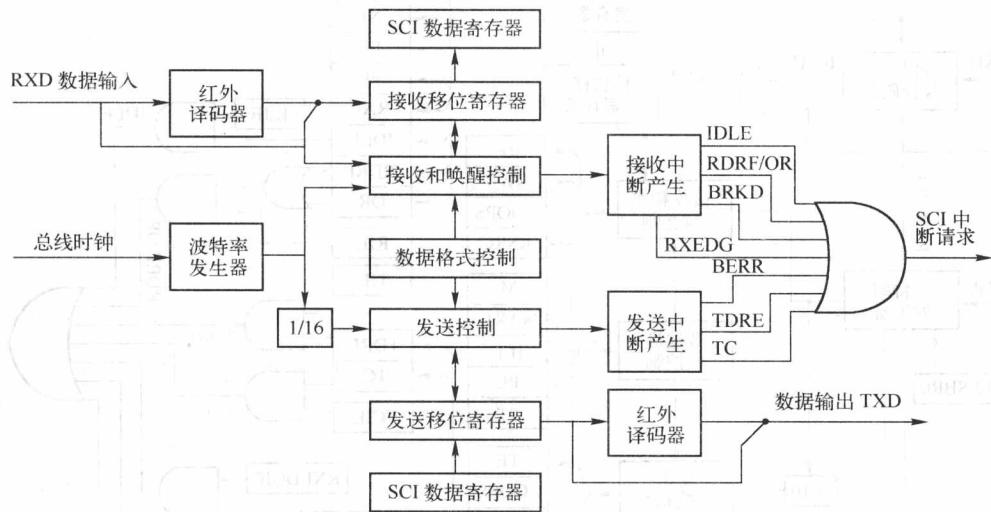 SCI 数据寄存器
RXD 数据输入
红外
译码器
接收移位寄存器
接收和唤醒控制
接收中
断产生
IDLE
RDRF/OR
BRKD
RXEDG
BERR
SCI 中
断请求
总线时钟
波特率
发生器
数据格式控制
1/16
发送控制
发送中
断产生
TDRE
TC
发送移位寄存器
红外
译码器
数据输出 TXD
SCI 数据寄存器